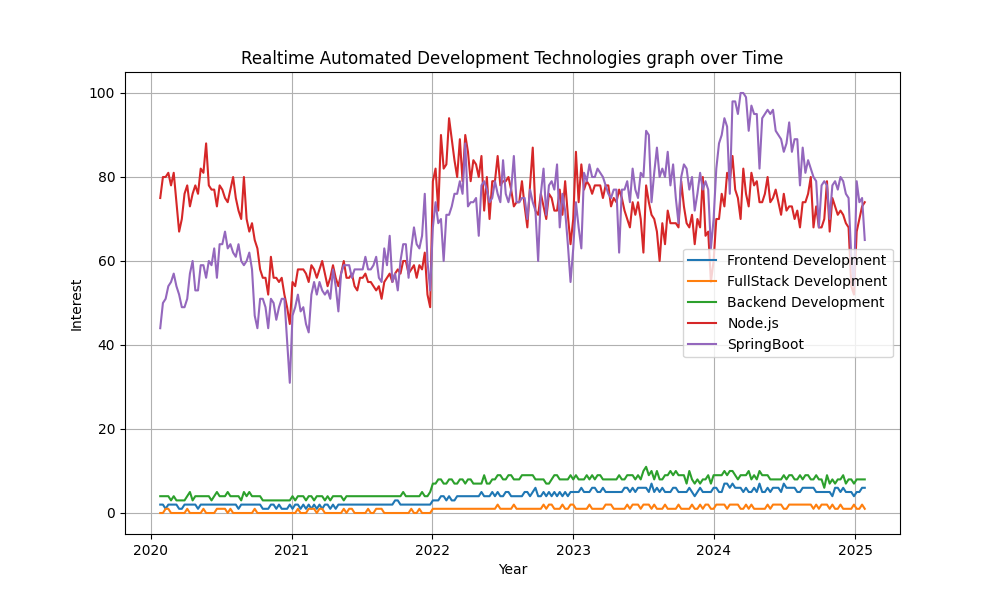 Realtime Automated Development Technologies graph over Time
100
80
60
40
20
0
Interest
Frontend Development
FullStack Development
Backend Development
Node.js
SpringBoot
2020
2021
2022
2023
2024
2025
Year